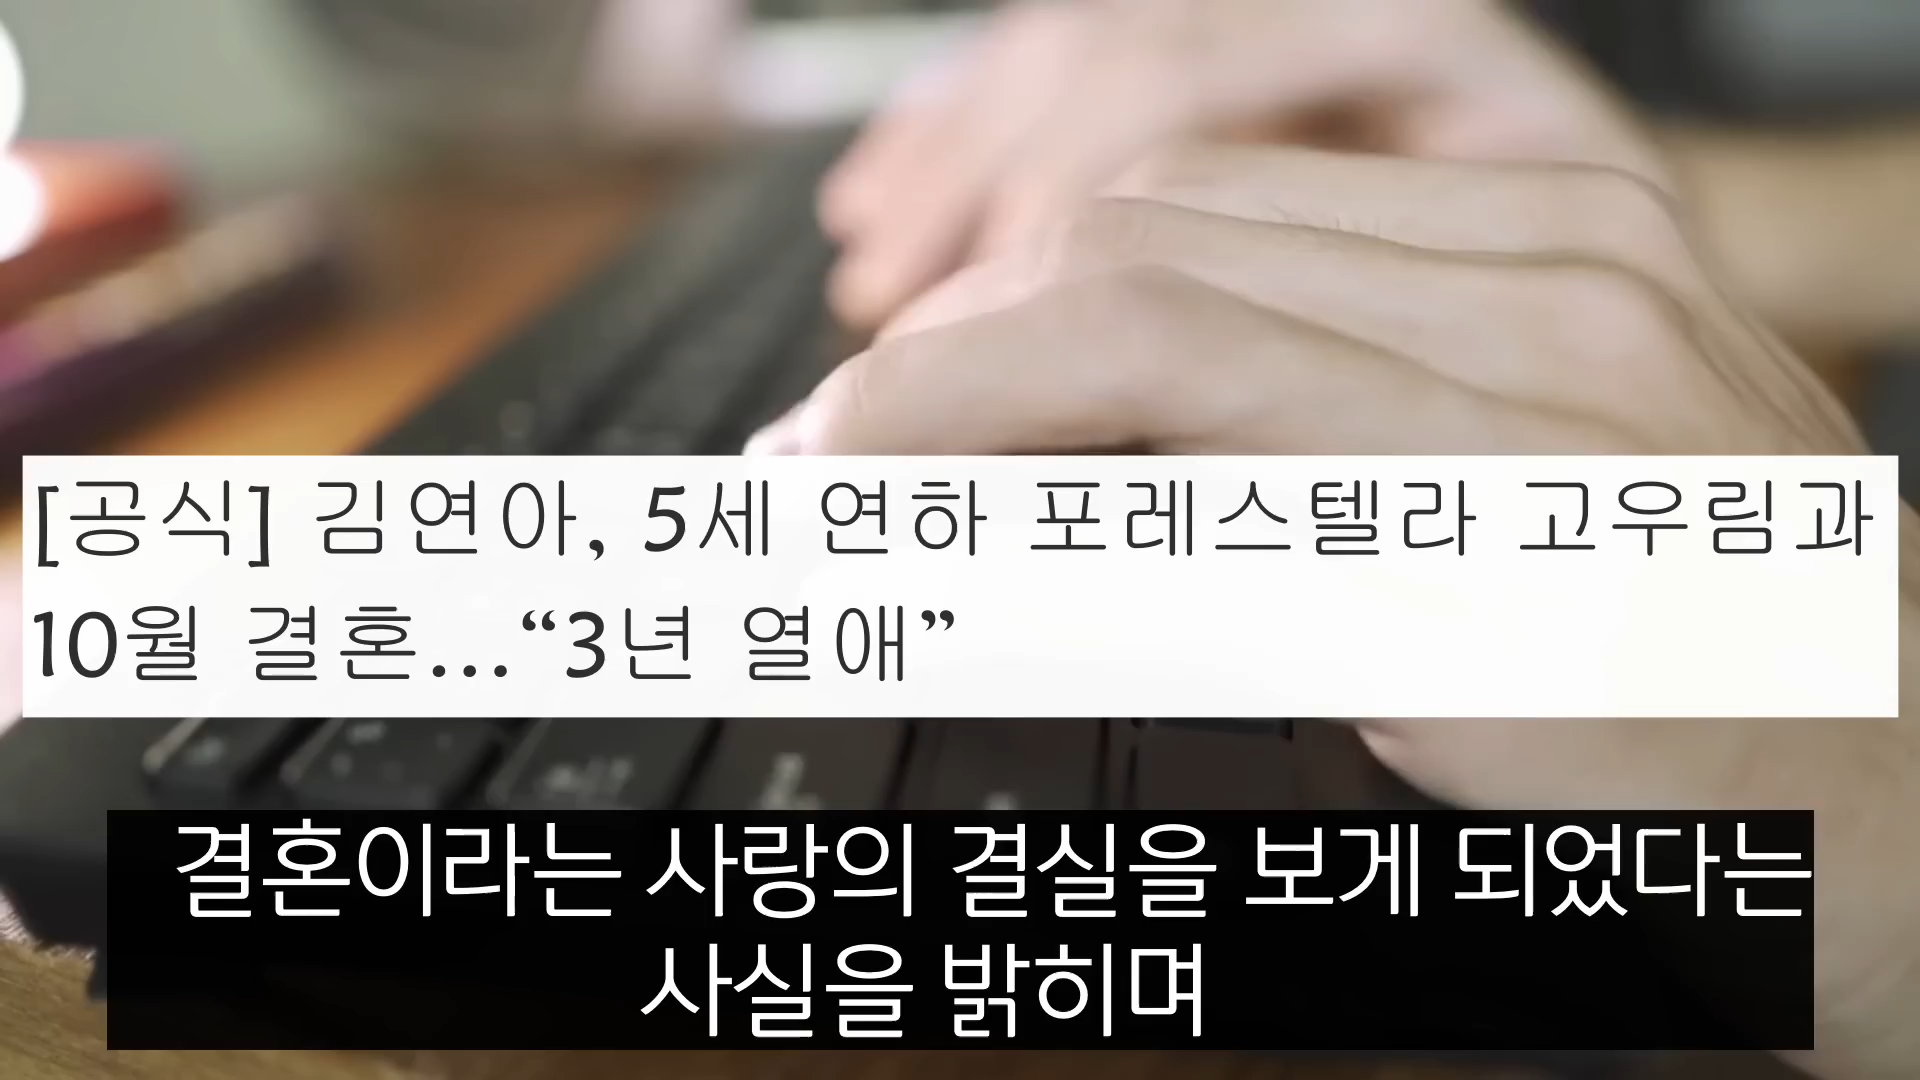 [공식] 김연아, 5세 연하 포레스텔라 고우림과
10월 결혼...“3년 열애”
결혼이라는 사랑의 결실을 보게 되었다는
사실을 밝히며